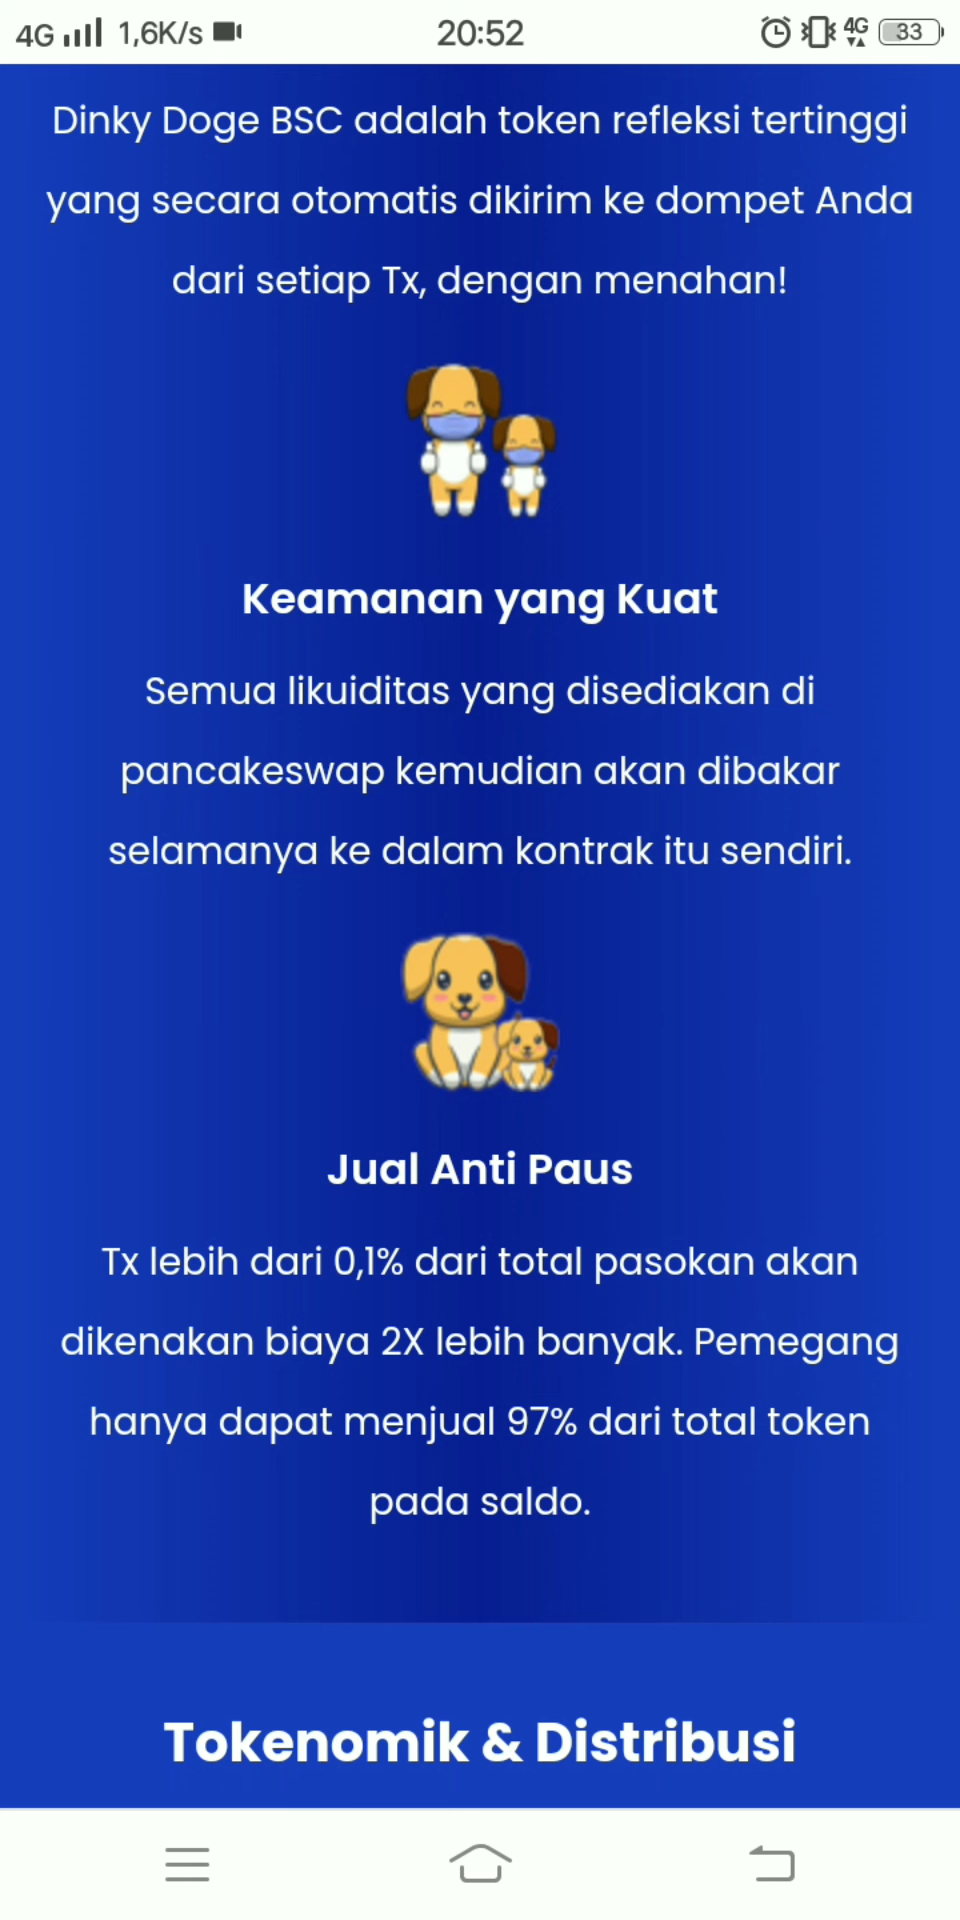 4G 1,6K/s 20:52 4G 33
Dinky Doge BSC adalah token refleksi tertinggi
yang secara otomatis dikirim ke dompet Anda
dari setiap Tx, dengan menahan!
Keamanan yang Kuat
Semua likuiditas yang disediakan di
pancakeswap kemudian akan dibakar
selamanya ke dalam kontrak itu sendiri.
Jual Anti Paus
Tx lebih dari 0,1% dari total pasokan akan
dikenakan biaya 2X lebih banyak. Pemegang
hanya dapat menjual 97% dari total token
pada saldo.
Tokenomik & Distribusi